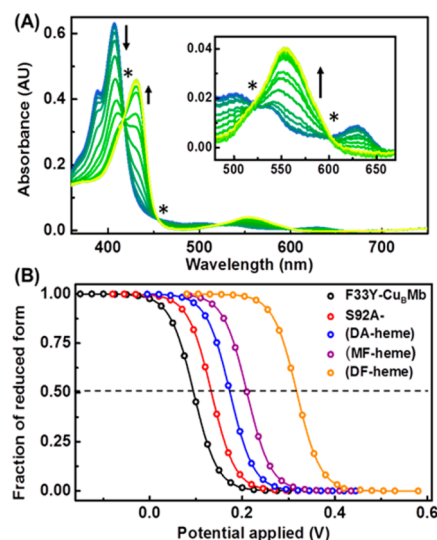 (A)
Absorbance (AU)
0.6
0.4
0.2
0.0
*
*
0.04
0.02
0.00
*
*
500
550
600
650
400
500
600
700
Wavelength (nm)
(B)
Fraction of reduced form
1.00
0.75
0.50
0.25
0.00
F33Y-CuBMb
S92A-
(DA-heme)
(MF-heme)
(DF-heme)
0.0
0.2
0.4
0.6
Potential applied (V)